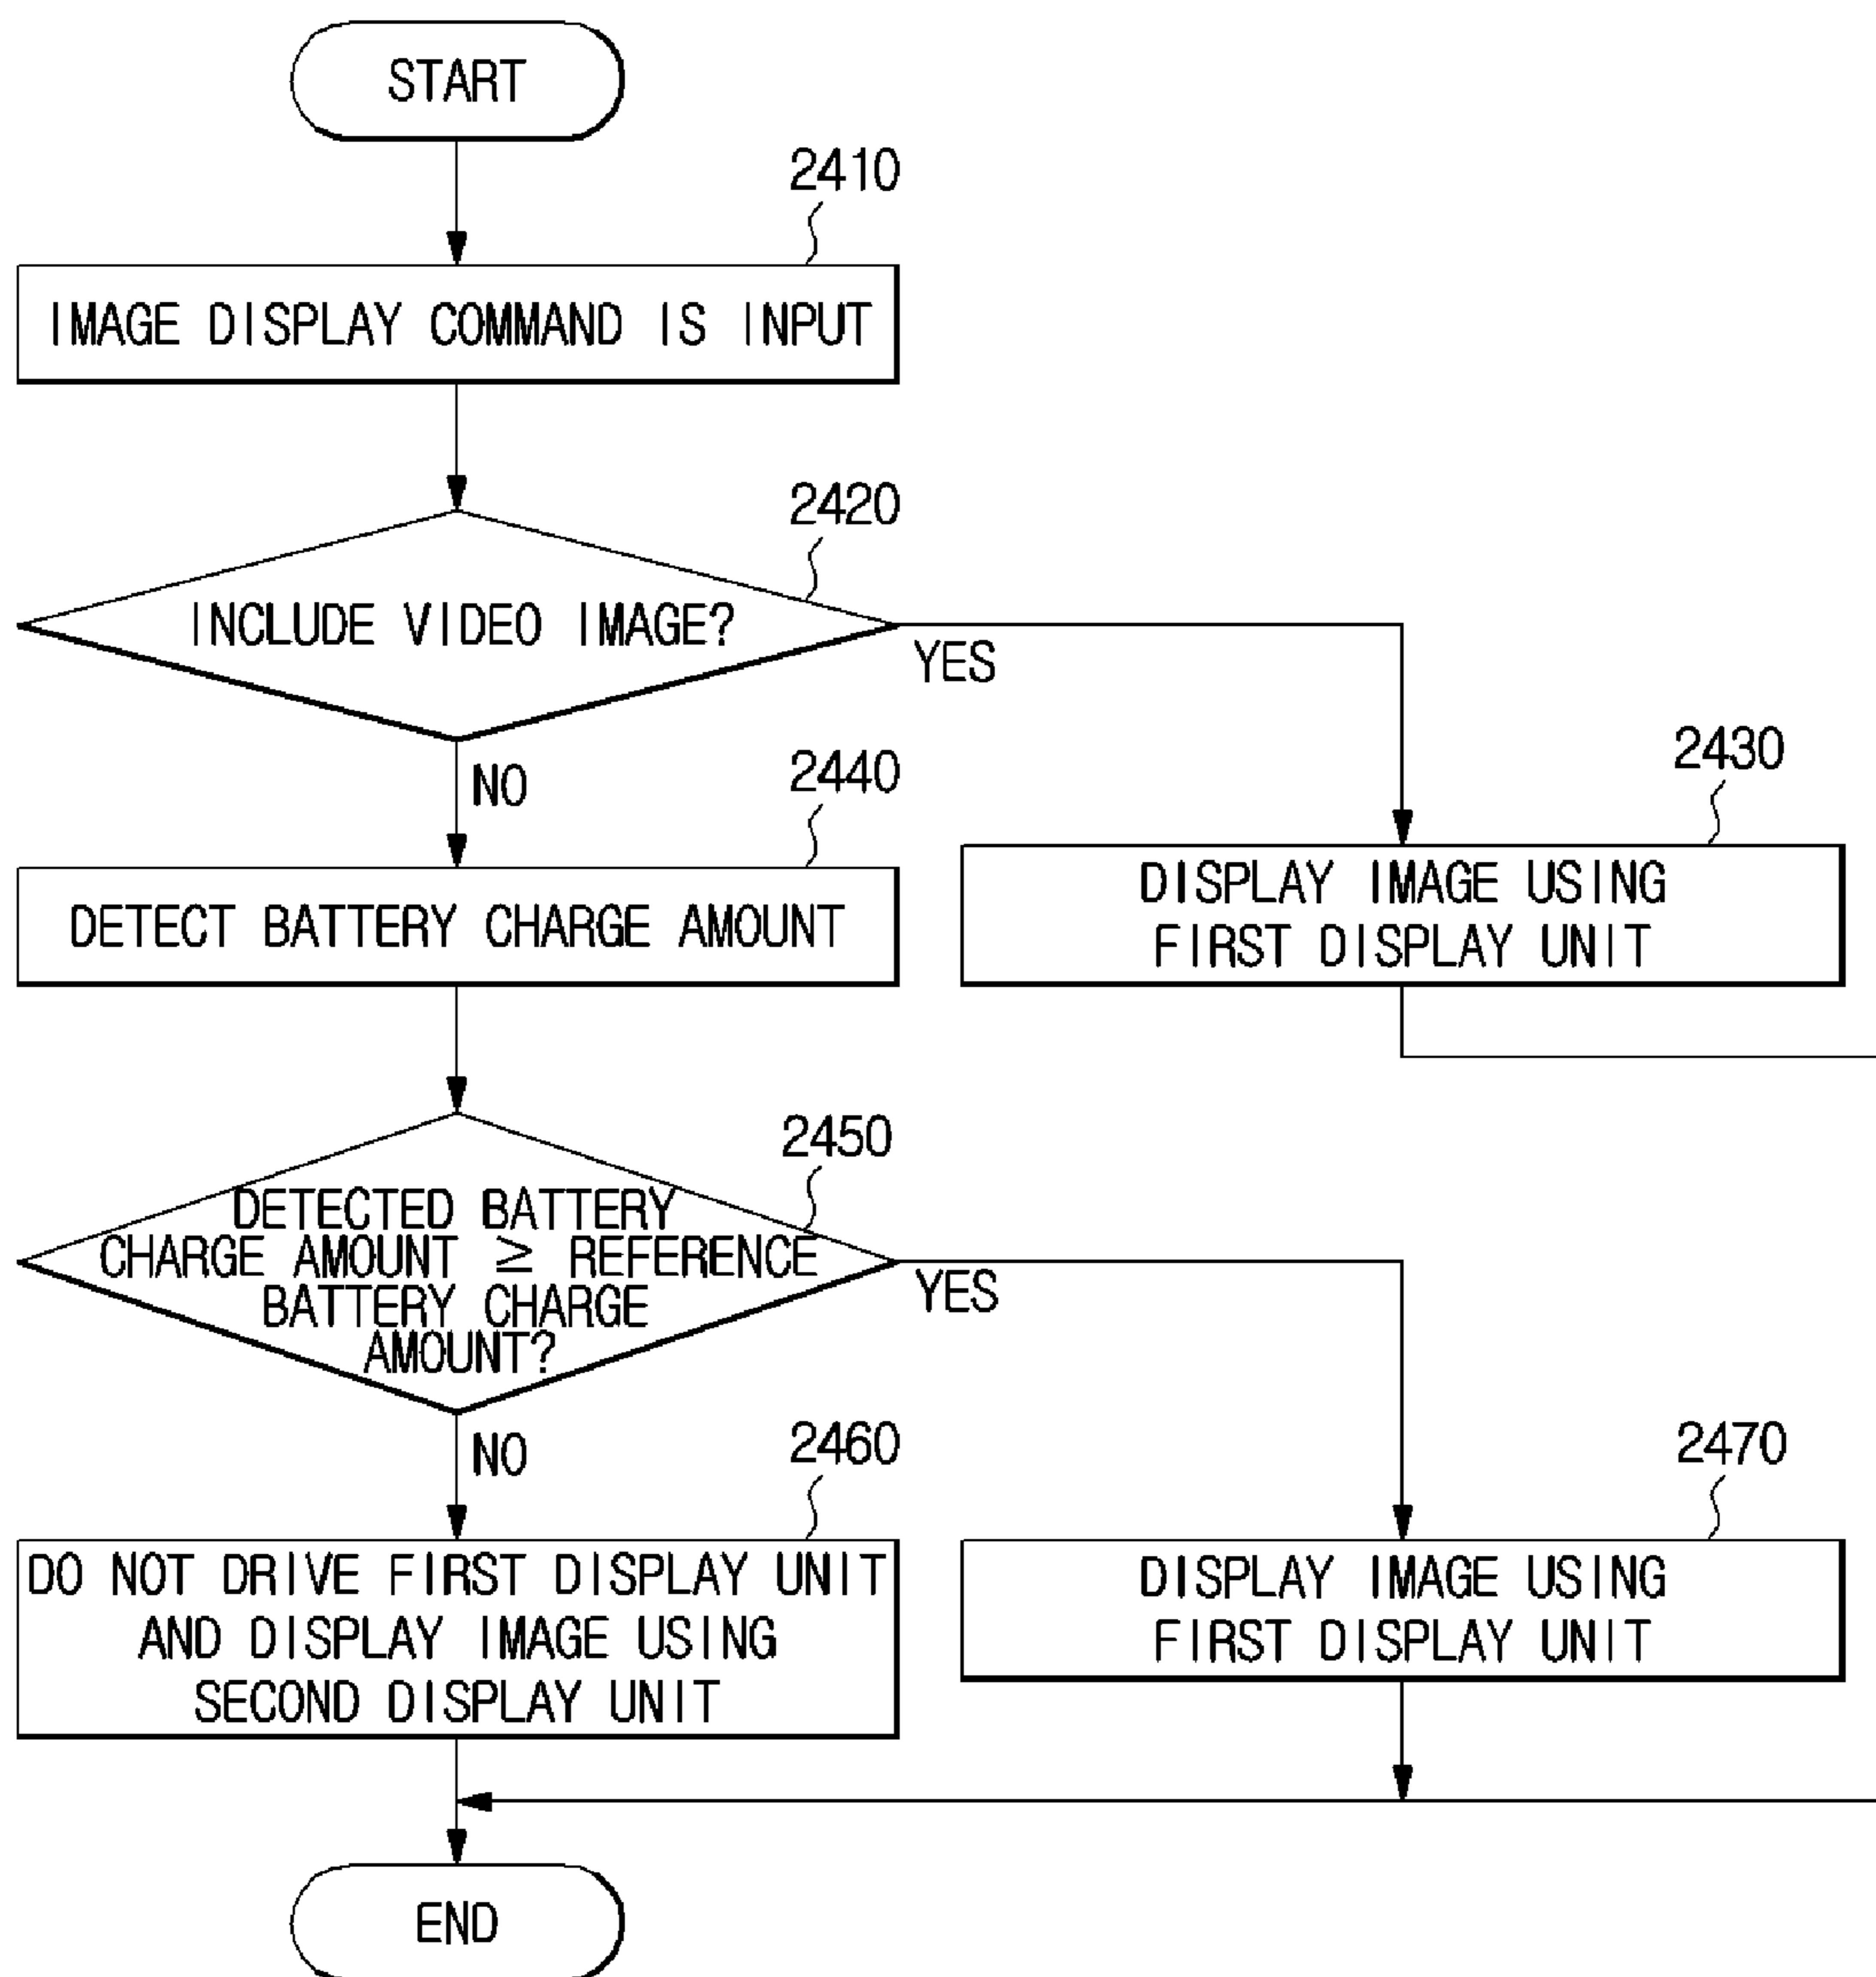 START
2410
IMAGE DISPLAY COMMAND IS INPUT
2420
INCLUDE VIDEO IMAGE?
YES
NO
2430
DISPLAY IMAGE USING
FIRST DISPLAY UNIT
2440
DETECT BATTERY CHARGE AMOUNT
2450
DETECTED BATTERY
CHARGE AMOUNT ≥ REFERENCE
BATTERY CHARGE
AMOUNT?
YES
NO
2460
DO NOT DRIVE FIRST DISPLAY UNIT
AND DISPLAY IMAGE USING
SECOND DISPLAY UNIT
2470
DISPLAY IMAGE USING
FIRST DISPLAY UNIT
END